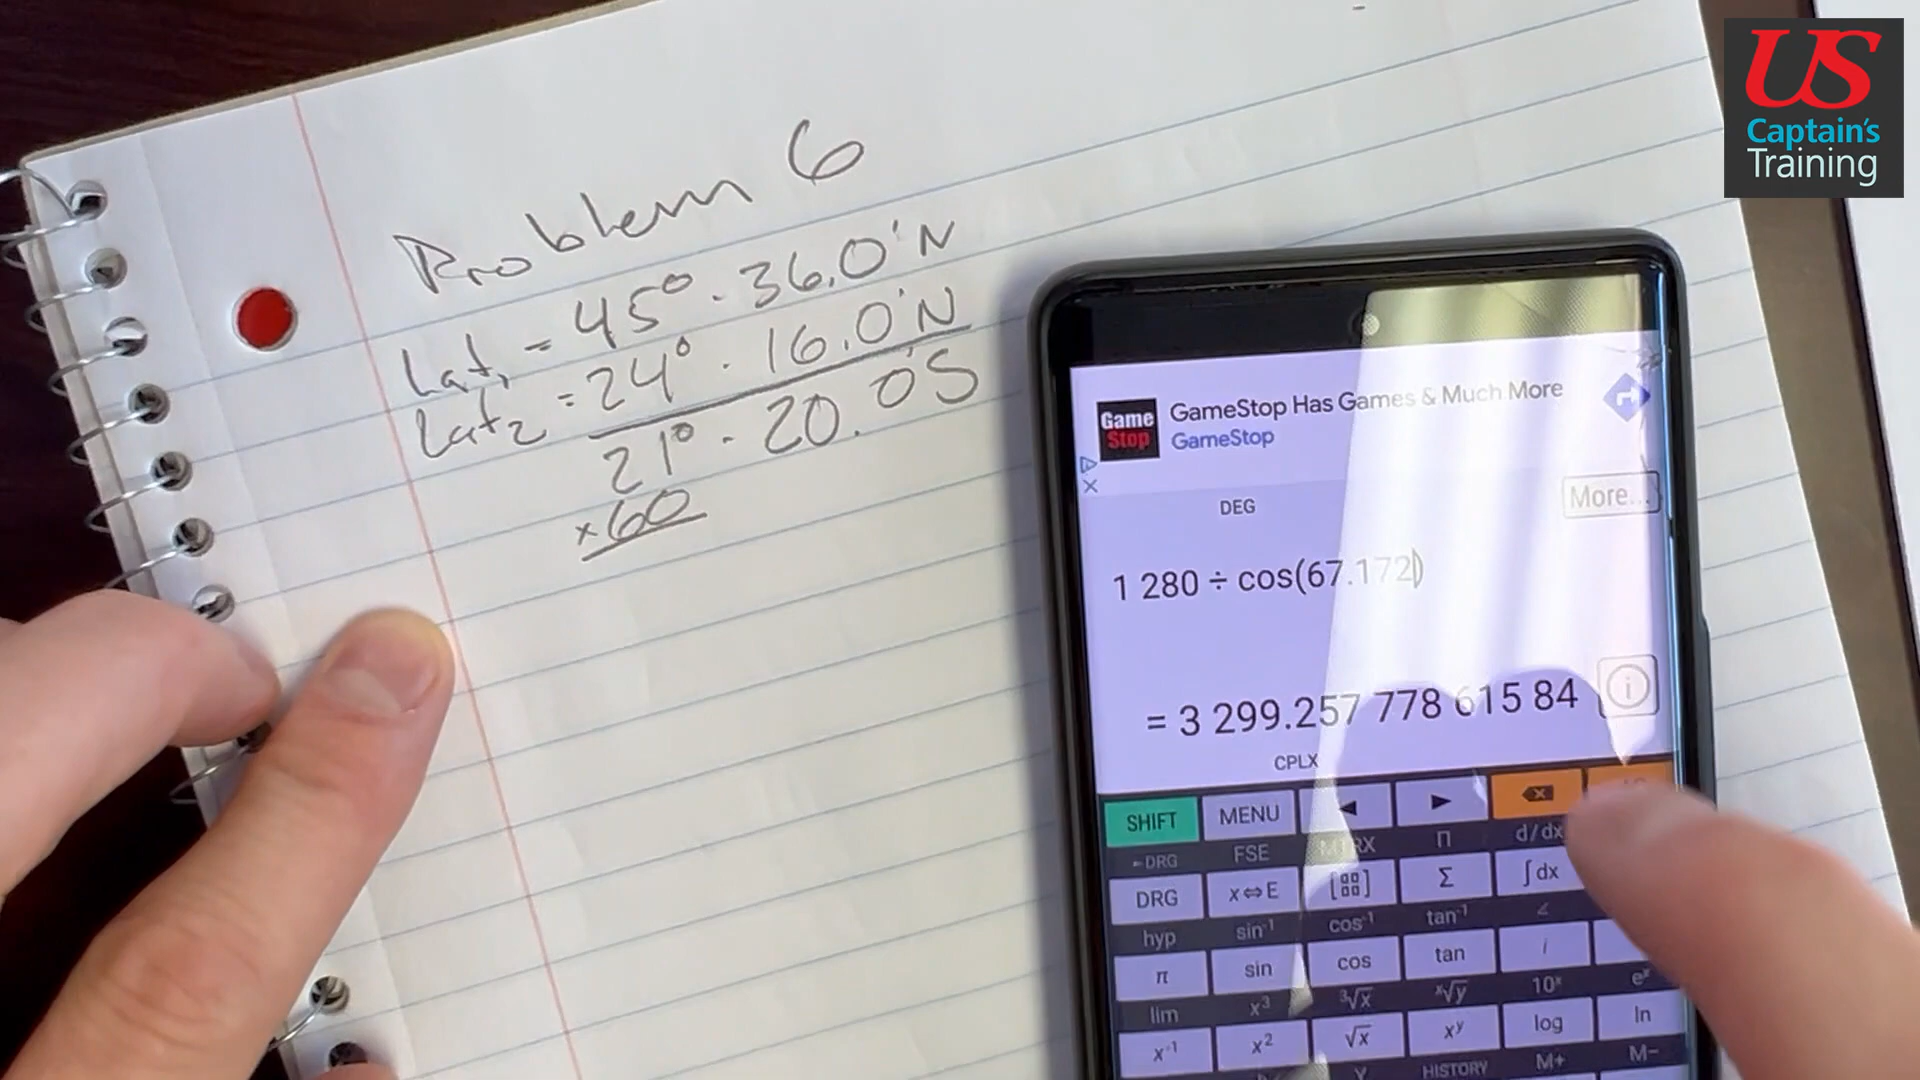 US
Captain's
Training
Problem 6
Lat₁ = 45° · 36.0'N
Lat₂ = 24° · 16.0'N
21° · 20.0'S
×60
Game
Stop
GameStop Has Games & Much More
GameStop
DEG
More...
1 280 ÷ cos(67.172)
= 3 299.257 778 615 84
CPLX
SHIFT MENU ◄ ►
DRG FSE MTRX Π d/dx
DRG x⇔E Σ ∫dx
hyp sin⁻¹ cos⁻¹ tan⁻¹ ∠
π sin cos tan i
lim x³ ³√x ˣ√y 10ˣ eˣ
x⁻¹ x² √x xʸ log ln
HISTORY M+ M−